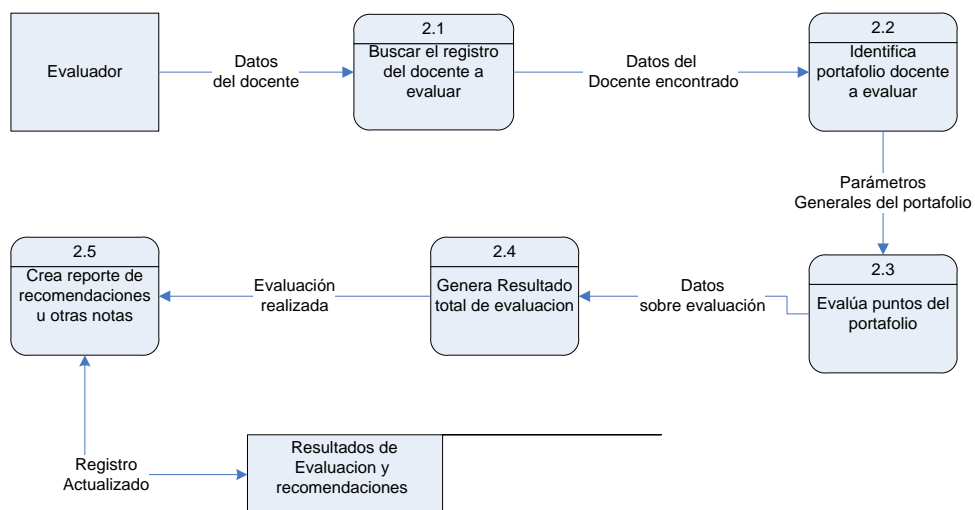 Evaluador
Datos
del docente
2.1
Buscar el registro
del docente a
evaluar
Datos del
Docente encontrado
2.2
Identifica
portafolio docente
a evaluar
Parámetros
Generales del portafolio
2.3
Evalúa puntos del
portafolio
Datos
sobre evaluación
2.4
Genera Resultado
total de evaluacion
Evaluación
realizada
2.5
Crea reporte de
recomendaciones
u otras notas
Registro
Actualizado
Resultados de
Evaluacion y
recomendaciones